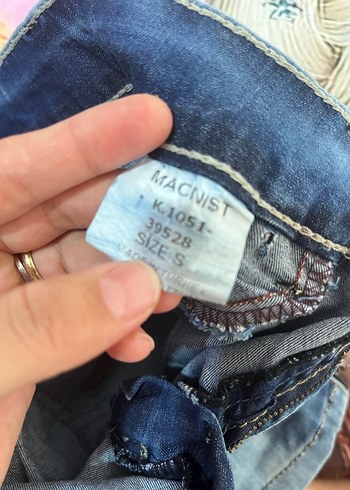 MACNIST
K.1051-
39528
SIZE S